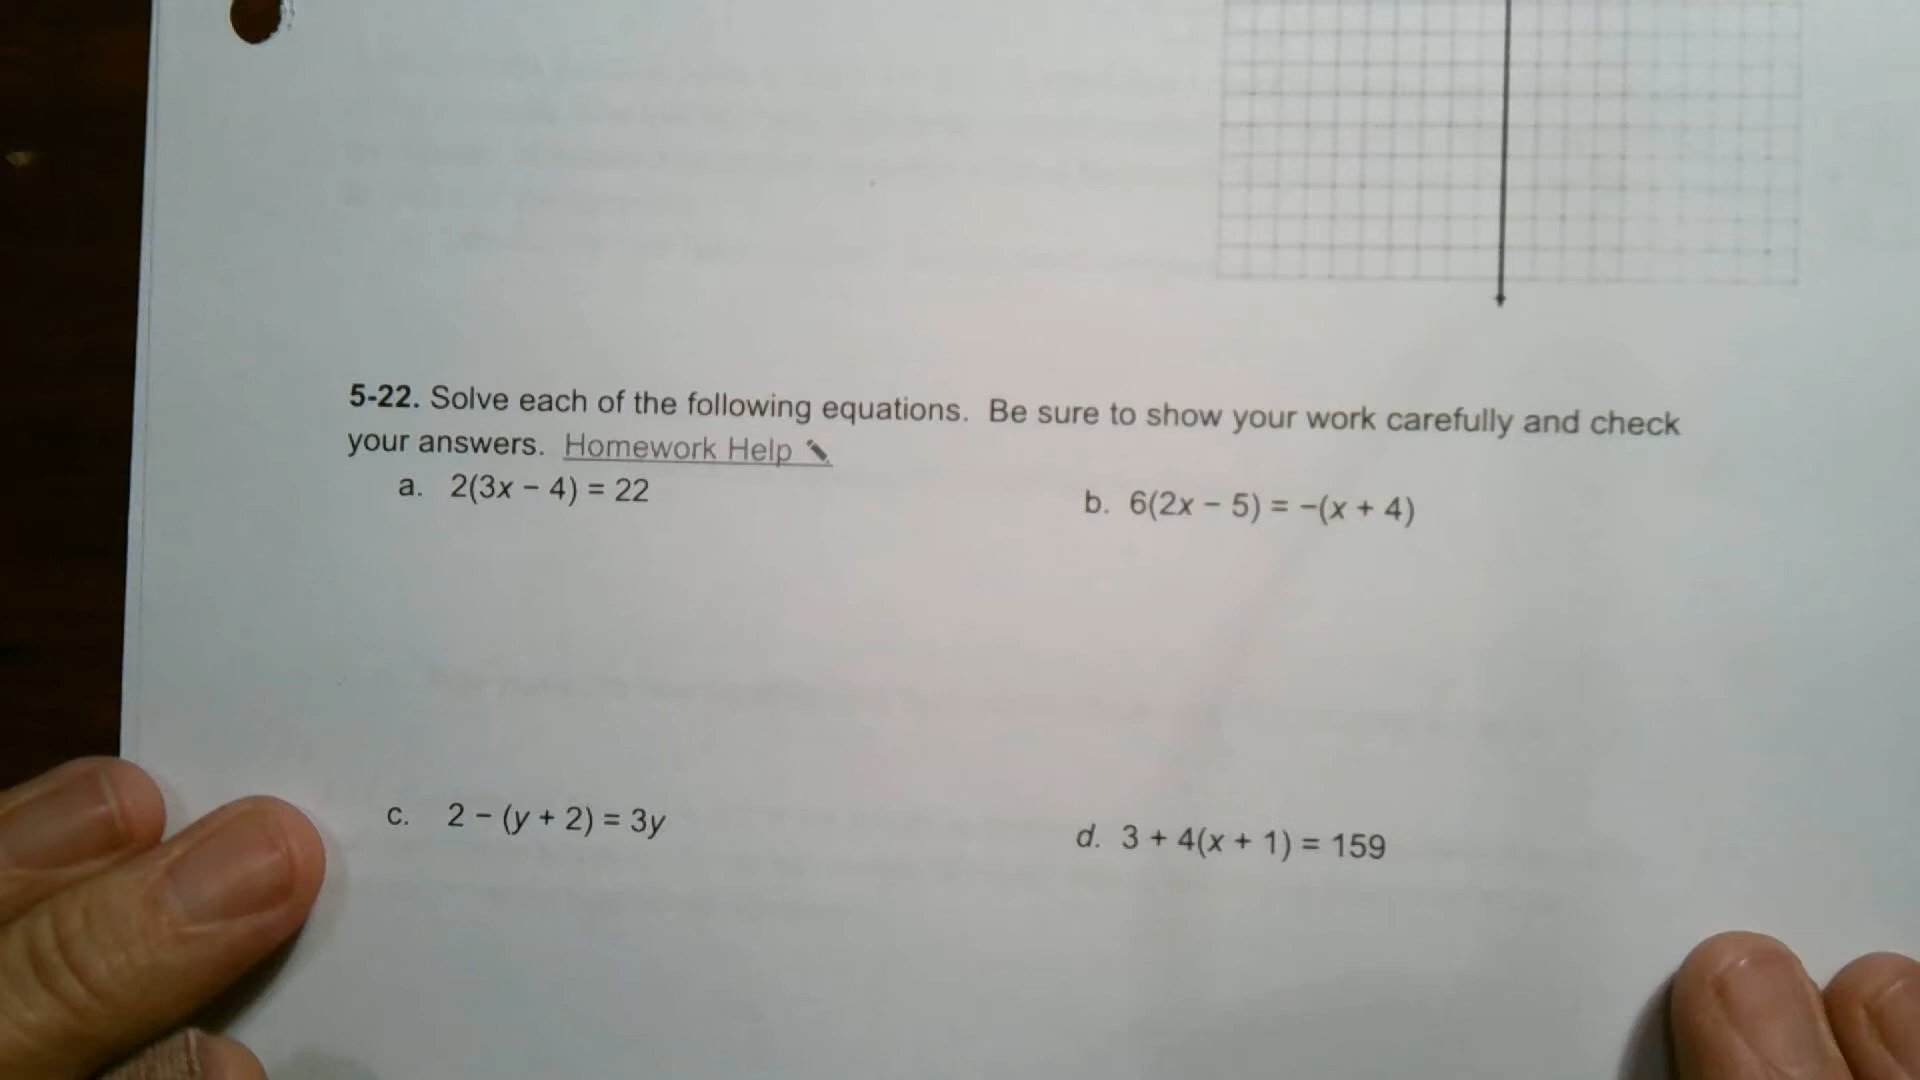 5-22. Solve each of the following equations. Be sure to show your work carefully and check
your answers. Homework Help ✎
a. 2(3x − 4) = 22
b. 6(2x − 5) = −(x + 4)
c. 2 − (y + 2) = 3y
d. 3 + 4(x + 1) = 159